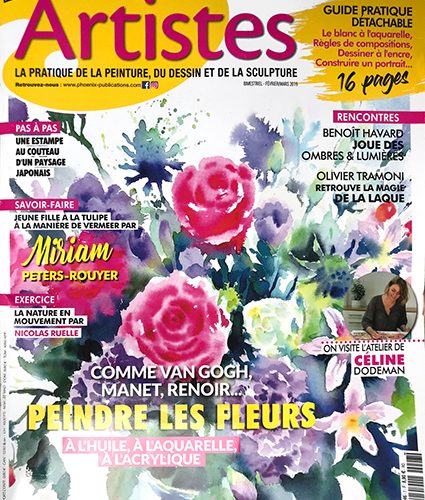 Artistes
LA PRATIQUE DE LA PEINTURE, DU DESSIN ET DE LA SCULPTURE
Retrouvez-nous : www.phoenix-publications.com
BIMESTRIEL - FÉVRIER/MARS 2019
GUIDE PRATIQUE
DÉTACHABLE
Le blanc à l'aquarelle,
Règles de compositions,
Dessiner à l'encre,
Construire un portrait...
16 pages
PAS À PAS
UNE ESTAMPE
AU COUTEAU
D'UN PAYSAGE
JAPONAIS
SAVOIR-FAIRE
JEUNE FILLE À LA TULIPE
À LA MANIÈRE DE VERMEER PAR
Miriam
PETERS-ROUYER
EXERCICE
LA NATURE EN
MOUVEMENT PAR
NICOLAS RUELLE
RENCONTRES
BENOÎT HAVARD
JOUE DES
OMBRES & LUMIÈRES
OLIVIER TRAMONI
RETROUVE LA MAGIE
DE LA LAQUE
ON VISITE L'ATELIER DE
CÉLINE
DODEMAN
COMME VAN GOGH,
MANET, RENOIR...
PEINDRE LES FLEURS
À L'HUILE, À L'AQUARELLE,
À L'ACRYLIQUE